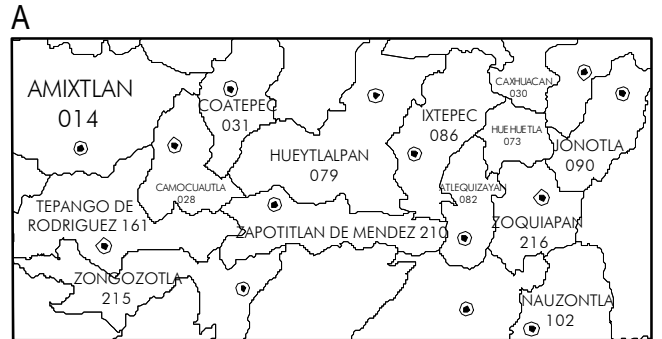 A
AMIXTLAN
014
COATEPEC
031
CAXHUACAN
030
IXTEPEC
086
HUEHUETLA
073
JONOTLA
090
HUEYTLALPAN
079
CAMOCUAUTLA
028
ATLEQUIZAYAN
082
TEPANGO DE
RODRIGUEZ 161
ZAPOTITLAN DE MENDEZ 210
ZOQUIAPAN
216
ZONGOZOTLA
215
NAUZONTLA
102